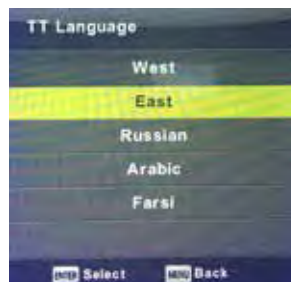 TT Language
West
East
Russian
Arabic
Farsi
ENTER Select MENU Back